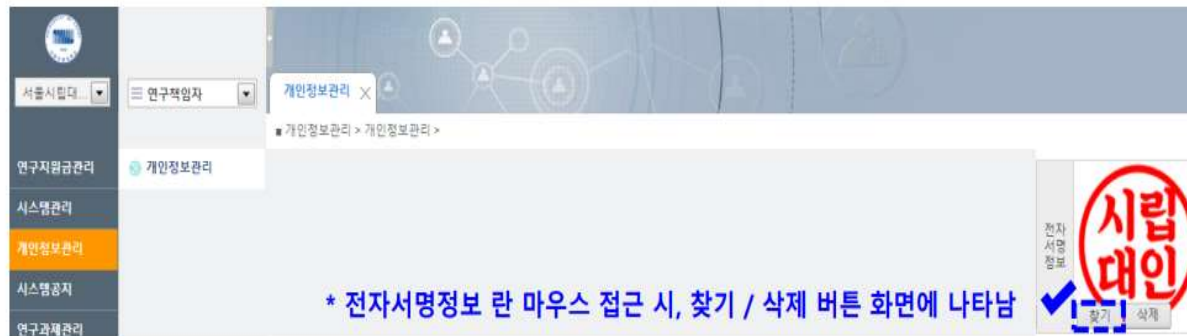 서울시립대...
연구책임자
개인정보관리
개인정보관리 > 개인정보관리 >
연구지원금관리
개인정보관리
시스템관리
개인정보관리
시스템공지
연구과제관리
전자
서명
정보
시립
대인
찾기
삭제
* 전자서명정보 란 마우스 접근 시, 찾기 / 삭제 버튼 화면에 나타남